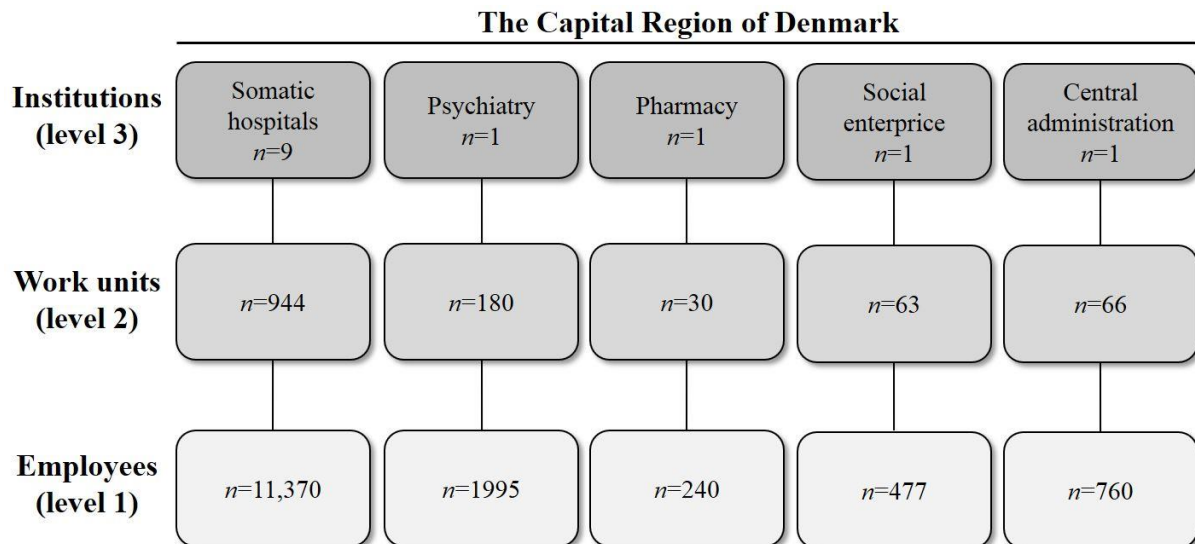 The Capital Region of Denmark
Institutions
(level 3)
Somatic
hospitals
n=9
Psychiatry
n=1
Pharmacy
n=1
Social
enterprice
n=1
Central
administration
n=1
Work units
(level 2)
n=944
n=180
n=30
n=63
n=66
Employees
(level 1)
n=11,370
n=1995
n=240
n=477
n=760